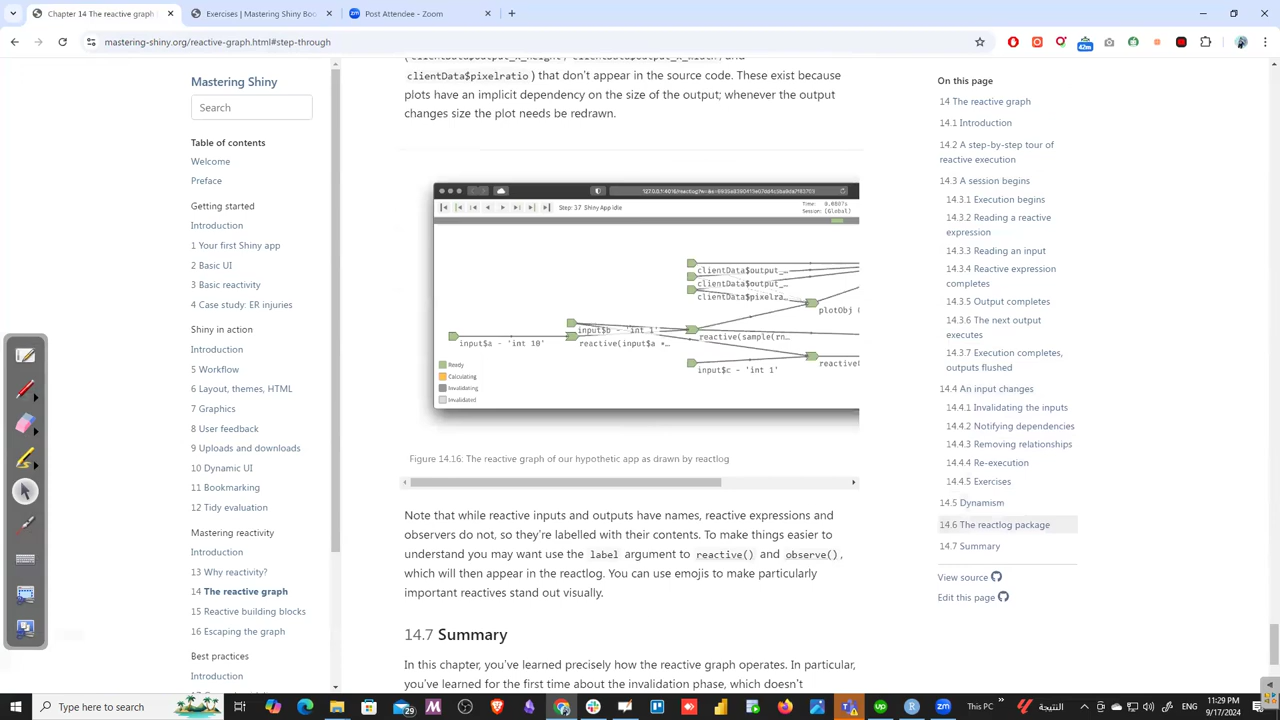 Chapter 14 The reactive graph
Exercises | Mastering Shiny Boo
Post Attendee - Zoom
mastering-shiny.org/reactive-graph.html#step-through
42m
Mastering Shiny
Search
Table of contents
Welcome
Preface
Getting started
Introduction
1 Your first Shiny app
2 Basic UI
3 Basic reactivity
4 Case study: ER injuries
Shiny in action
Introduction
5 Workflow
6 Layout, themes, HTML
7 Graphics
8 User feedback
9 Uploads and downloads
10 Dynamic UI
11 Bookmarking
12 Tidy evaluation
Mastering reactivity
Introduction
13 Why reactivity?
14 The reactive graph
15 Reactive building blocks
16 Escaping the graph
Best practices
Introduction
clientData$pixelratio) that don't appear in the source code. These exist because
plots have an implicit dependency on the size of the output; whenever the output
changes size the plot needs be redrawn.
Step: 37 Shiny App Idle
Time: 0.0807s
Session: (Global)
clientData$output_…
clientData$output_…
clientData$pixelra…
plotObj
input$b - 'int 1'
input$a - 'int 10'
reactive(input$a *…
reactive(sample(rn…
input$c - 'int 1'
reactive(
Ready
Calculating
Invalidating
Invalidated
Figure 14.16: The reactive graph of our hypothetic app as drawn by reactlog
Note that while reactive inputs and outputs have names, reactive expressions and
observers do not, so they're labelled with their contents. To make things easier to
understand you may want use the label argument to reactive() and observe(),
which will then appear in the reactlog. You can use emojis to make particularly
important reactives stand out visually.
14.7 Summary
In this chapter, you've learned precisely how the reactive graph operates. In particular,
you've learned for the first time about the invalidation phase, which doesn't
On this page
14 The reactive graph
14.1 Introduction
14.2 A step-by-step tour of
reactive execution
14.3 A session begins
14.3.1 Execution begins
14.3.2 Reading a reactive
expression
14.3.3 Reading an input
14.3.4 Reactive expression
completes
14.3.5 Output completes
14.3.6 The next output
executes
14.3.7 Execution completes,
outputs flushed
14.4 An input changes
14.4.1 Invalidating the inputs
14.4.2 Notifying dependencies
14.4.3 Removing relationships
14.4.4 Re-execution
14.4.5 Exercises
14.5 Dynamism
14.6 The reactlog package
14.7 Summary
View source
Edit this page
Type here to search
29
This PC
النتيجة
11:29 PM
9/17/2024